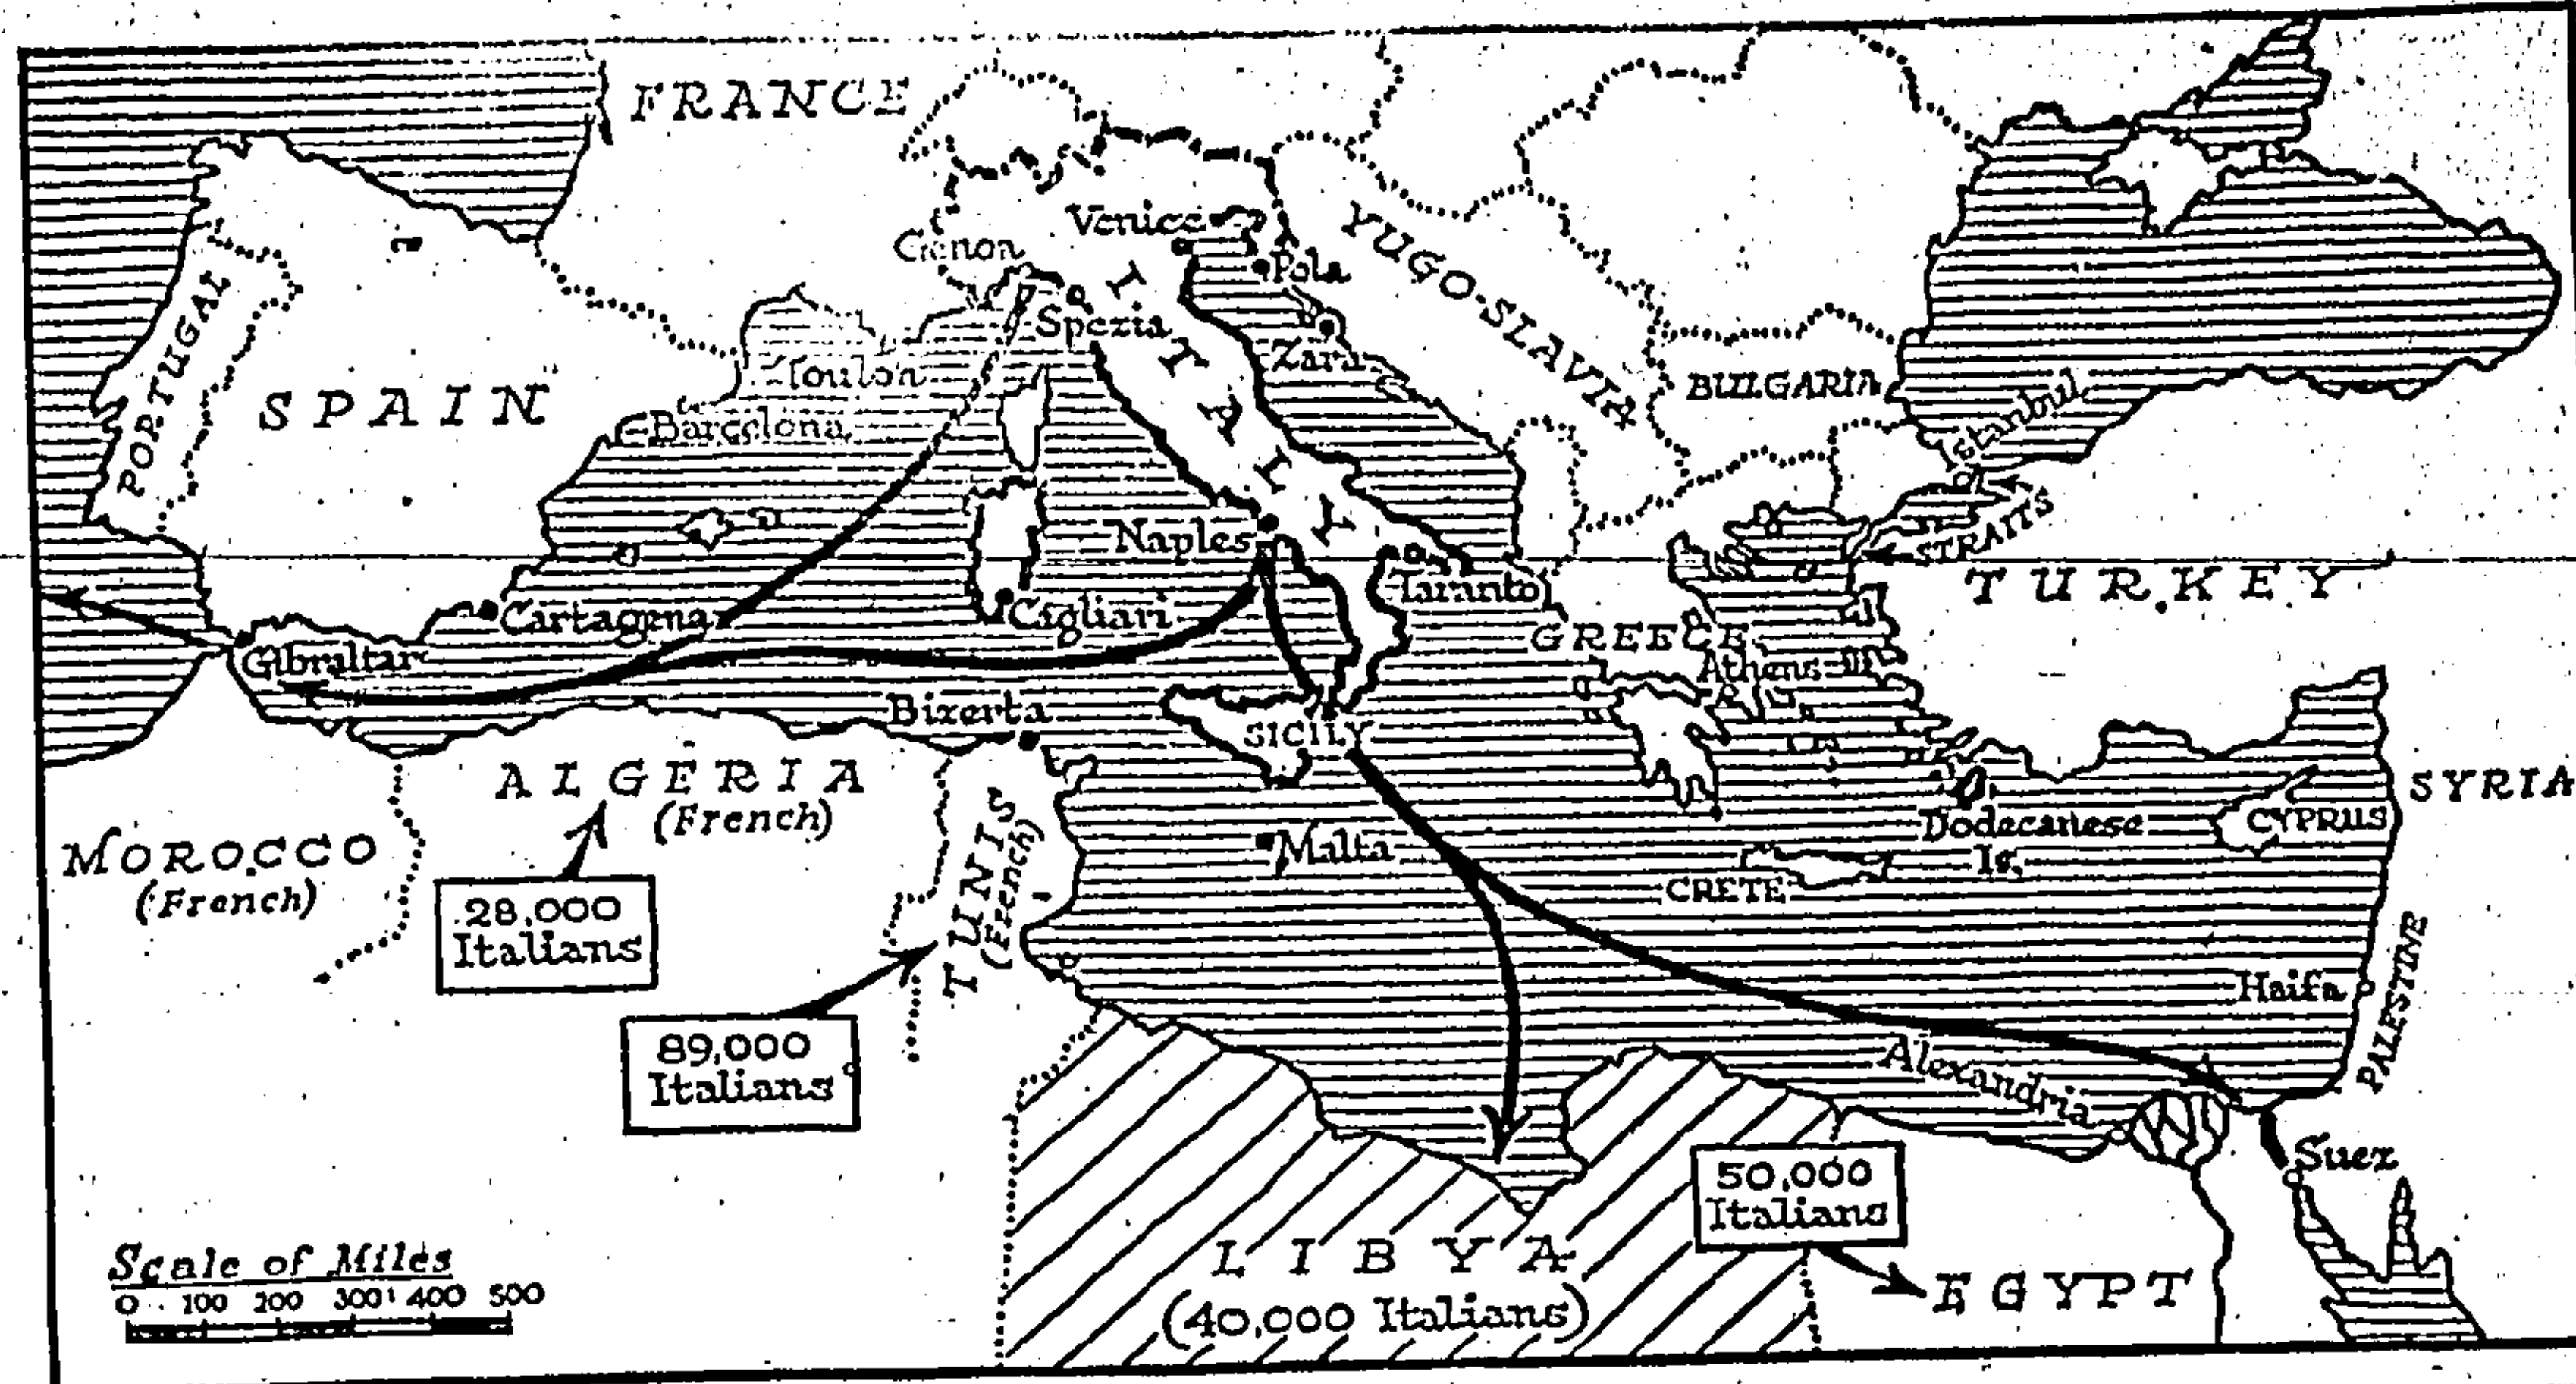 FRANCE
Venice
Genoa
Pola
YUGO-SLAVIA
ITALY
Spezia
Zara
PORTUGAL
SPAIN
Toulon
Barcelona
BULGARIA
Istanbul
STRAITS
Naples
Taranto
TURKEY
Cartagena
Cigliari
Gibraltar
GREECE
Athens
Bizerta
SICILY
ALGERIA
(French)
SYRIA
MOROCCO
(French)
TUNIS
(French)
Malta
Dodecanese
Is.
CYPRUS
CRETE
28,000
Italians
PALESTINE
Haifa
89,000
Italians
Alexandria
Suez
50,000
Italians
LIBYA
(40,000 Italians)
EGYPT
Scale of Miles
0 100 200 300 400 500